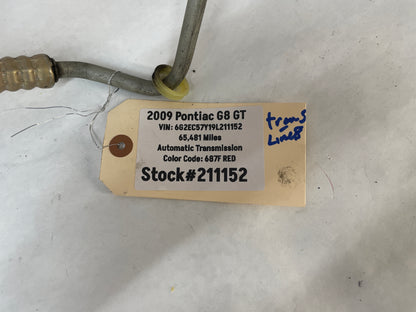 2009 Pontiac G8 GT
VIN: 6G2EC57Y19L211152
65,481 Miles
Automatic Transmission
Color Code: 687F RED
Stock#211152
trans
Lines